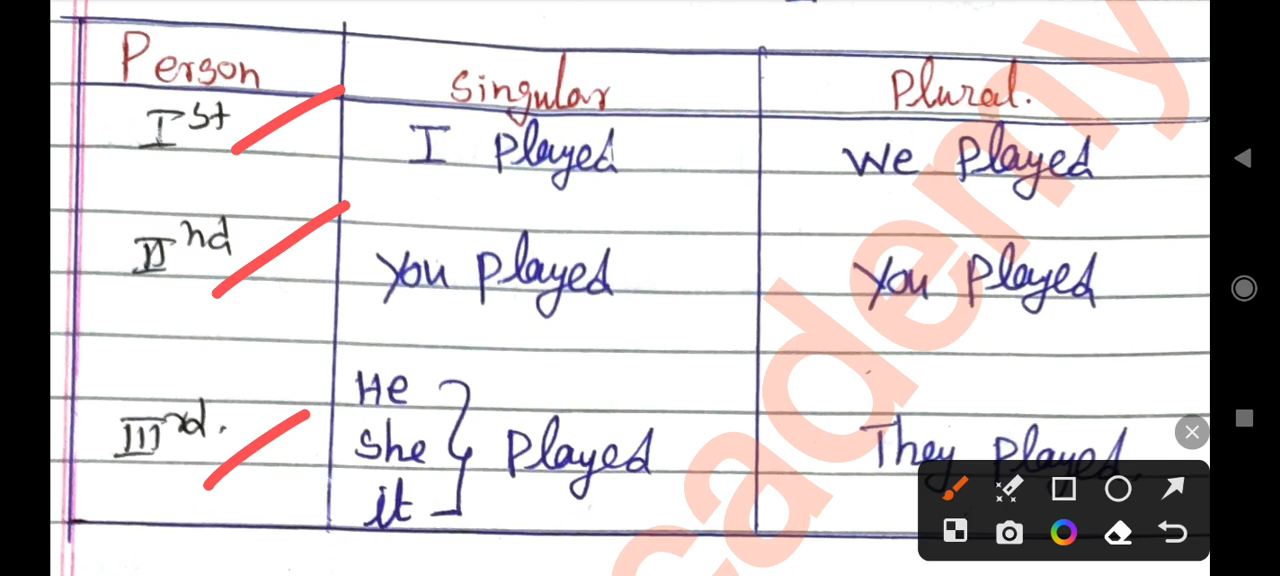 Person Singular Plural.
Ist I Played We Played
IInd You Played You Played
He
IIIrd. She Played They Played.
it
cademy